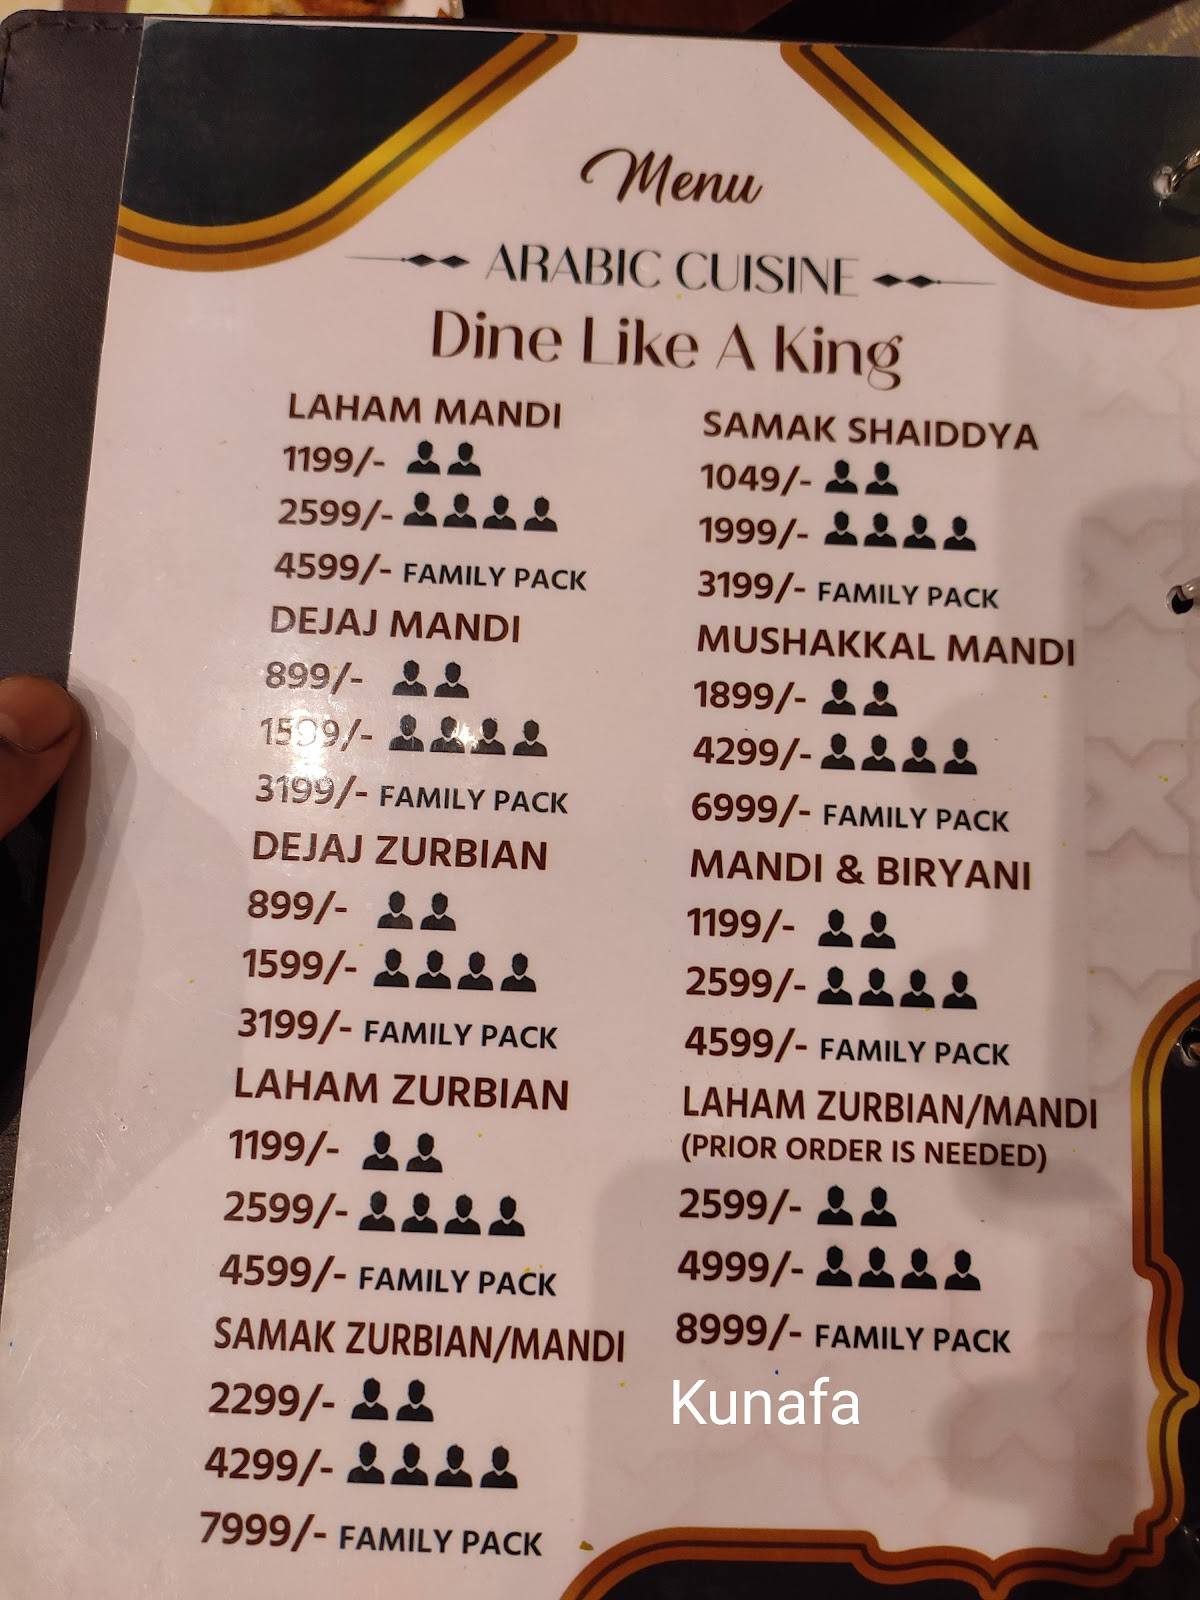 Menu
ARABIC CUISINE
Dine Like A King
LAHAM MANDI
1199/-
2599/-
4599/- FAMILY PACK
DEJAJ MANDI
899/-
1599/-
3199/- FAMILY PACK
DEJAJ ZURBIAN
899/-
1599/-
3199/- FAMILY PACK
LAHAM ZURBIAN
1199/-
2599/-
4599/- FAMILY PACK
SAMAK ZURBIAN/MANDI
2299/-
4299/-
7999/- FAMILY PACK
SAMAK SHAIDDYA
1049/-
1999/-
3199/- FAMILY PACK
MUSHAKKAL MANDI
1899/-
4299/-
6999/- FAMILY PACK
MANDI & BIRYANI
1199/-
2599/-
4599/- FAMILY PACK
LAHAM ZURBIAN/MANDI
(PRIOR ORDER IS NEEDED)
2599/-
4999/-
8999/- FAMILY PACK
Kunafa